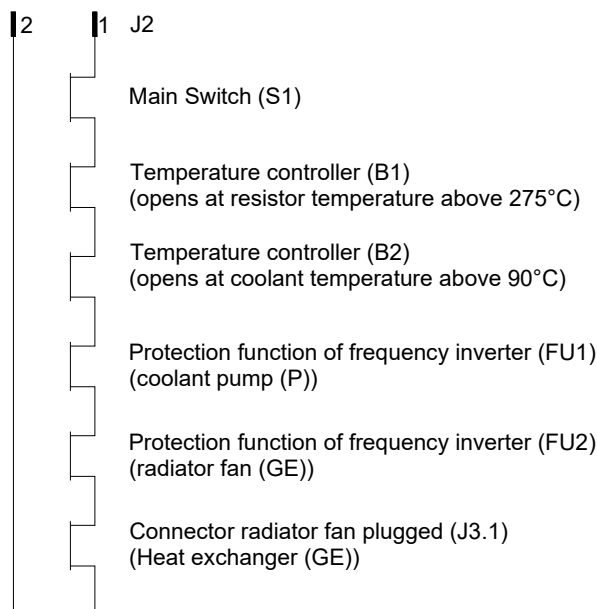 2 1 J2
Main Switch (S1)
Temperature controller (B1)
(opens at resistor temperature above 275°C)
Temperature controller (B2)
(opens at coolant temperature above 90°C)
Protection function of frequency inverter (FU1)
(coolant pump (P))
Protection function of frequency inverter (FU2)
(radiator fan (GE))
Connector radiator fan plugged (J3.1)
(Heat exchanger (GE))